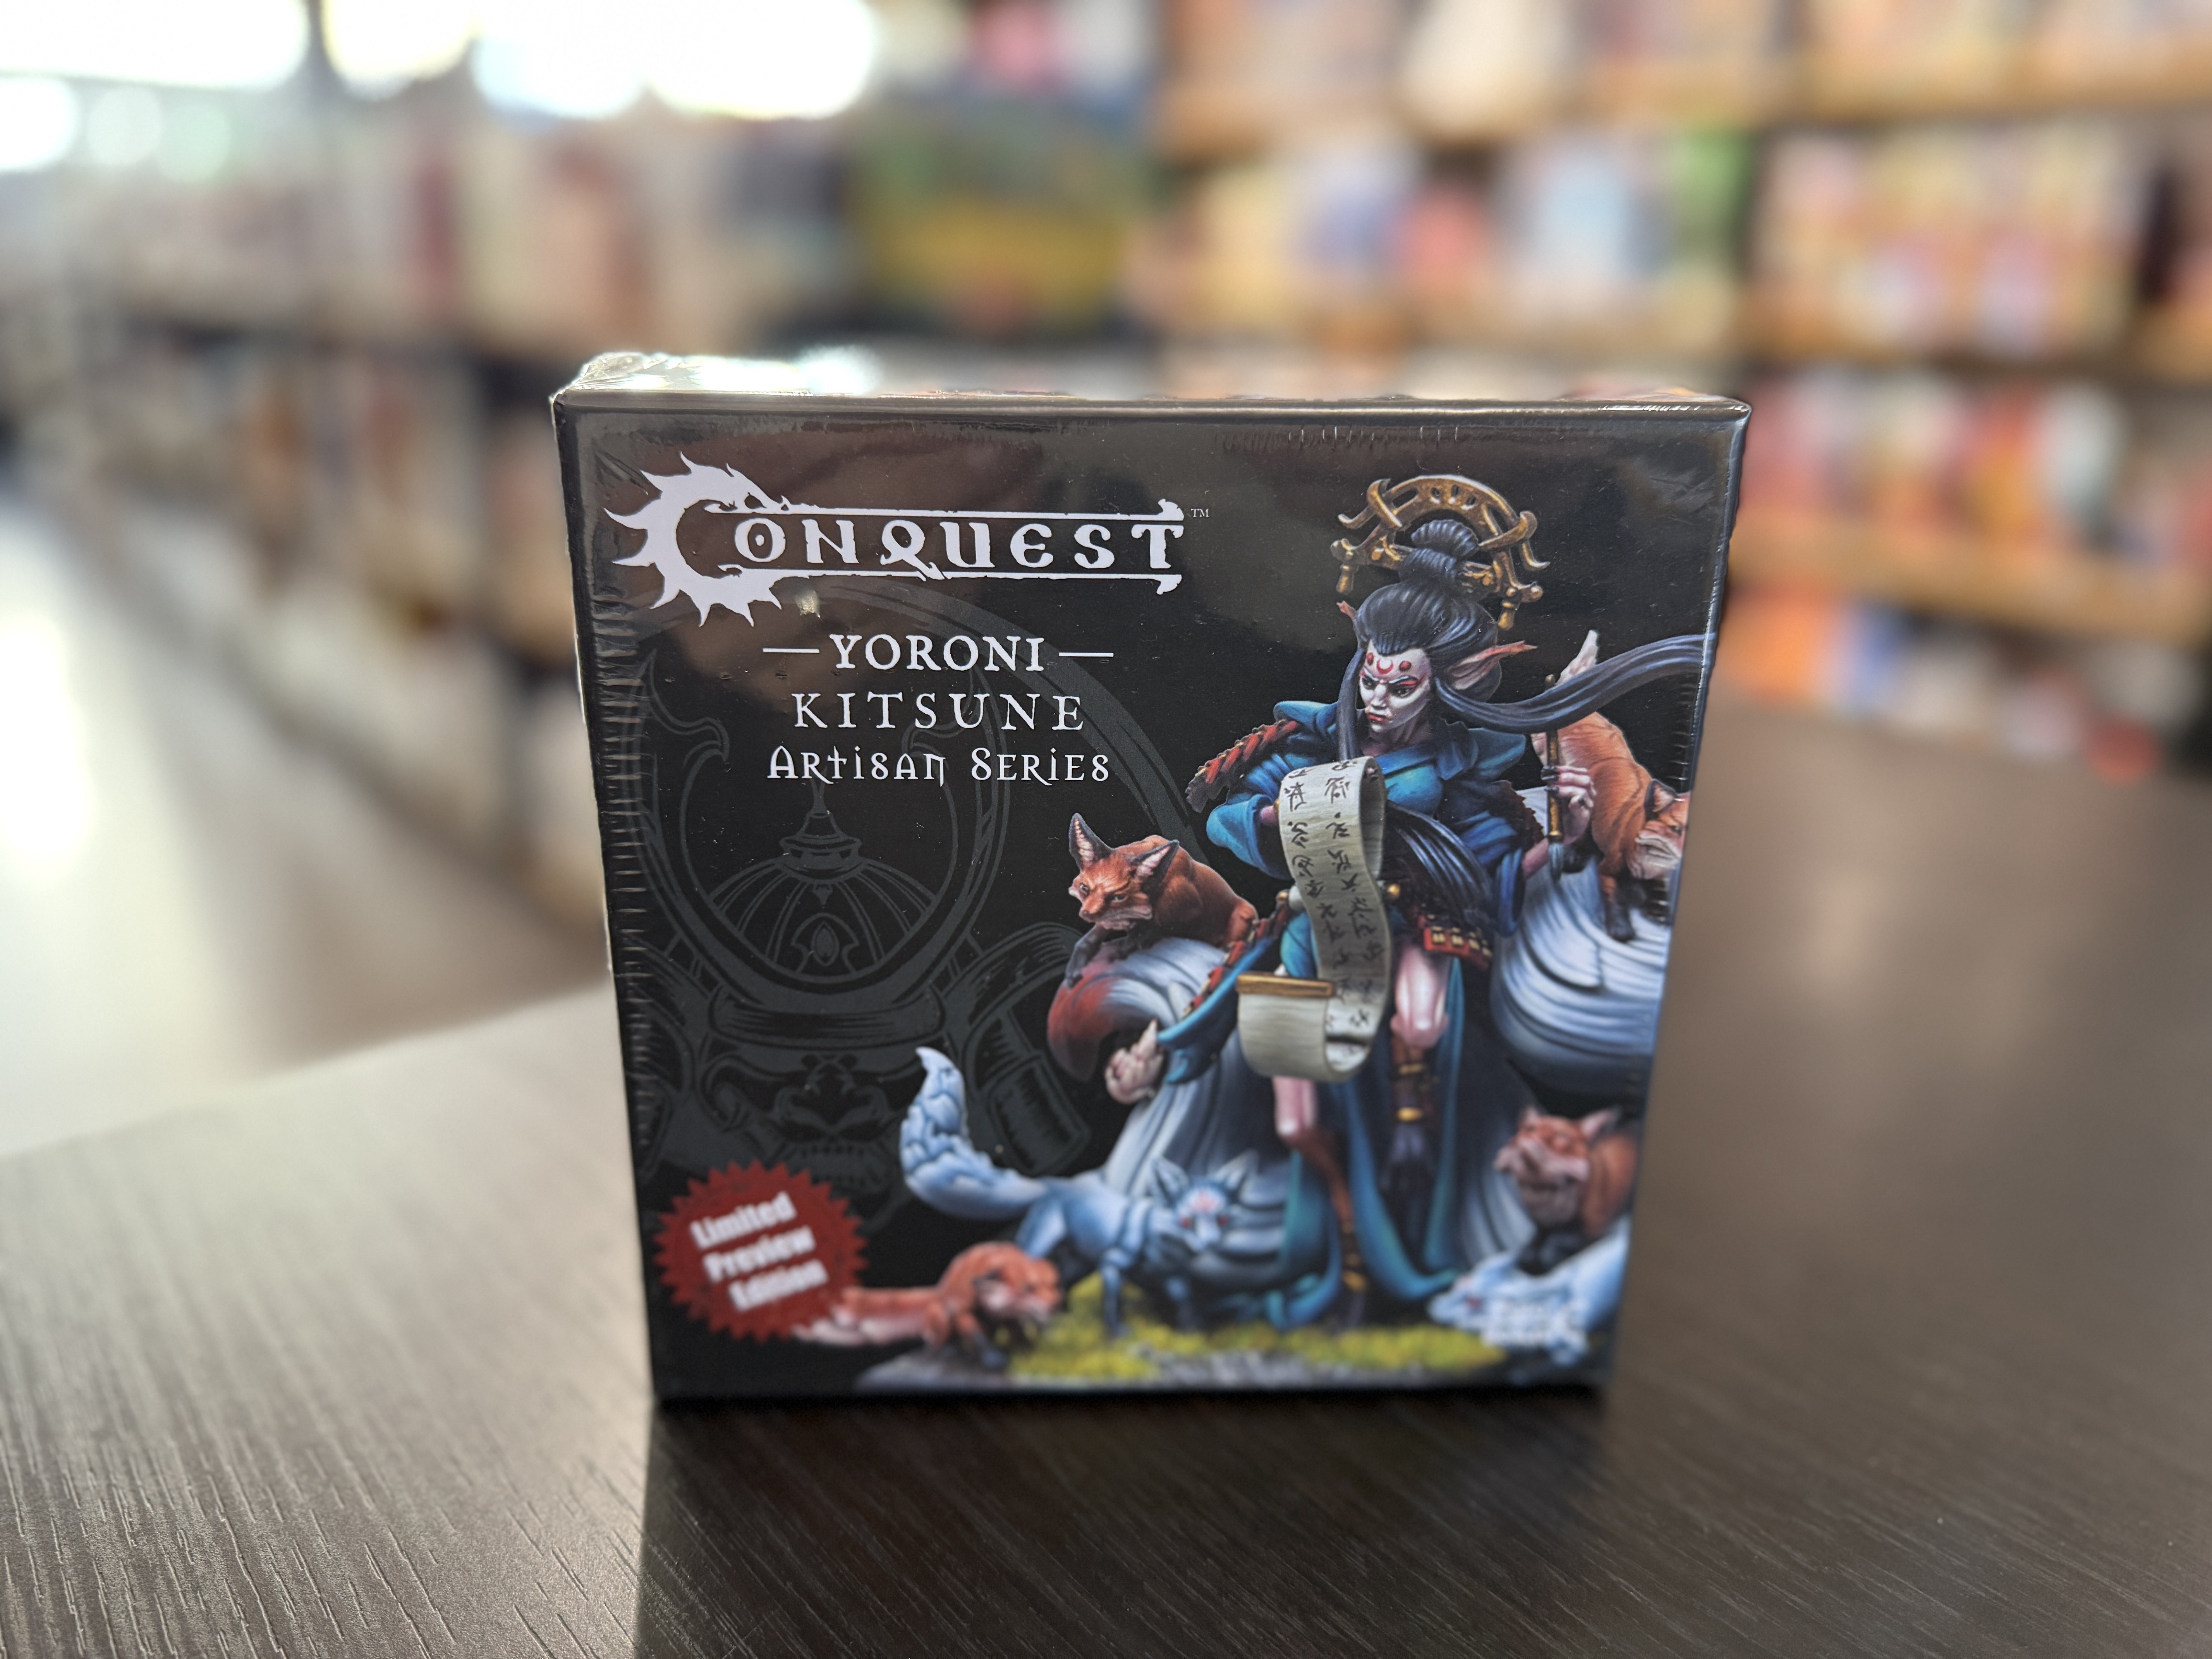 CONQUEST™
— YORONI —
KITSUNE
Artisan Series
Limited
Preview
Edition